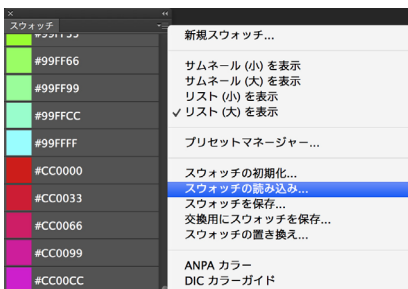 スウォッチ
#99FF33
#99FF66
#99FF99
#99FFCC
#99FFFF
#CC0000
#CC0033
#CC0066
#CC0099
#CC00CC
新規スウォッチ...
サムネール (小) を表示
サムネール (大) を表示
リスト (小) を表示
✓ リスト (大) を表示
プリセットマネージャー...
スウォッチの初期化...
スウォッチの読み込み...
スウォッチを保存...
交換用にスウォッチを保存...
スウォッチの置き換え...
ANPA カラー
DIC カラーガイド